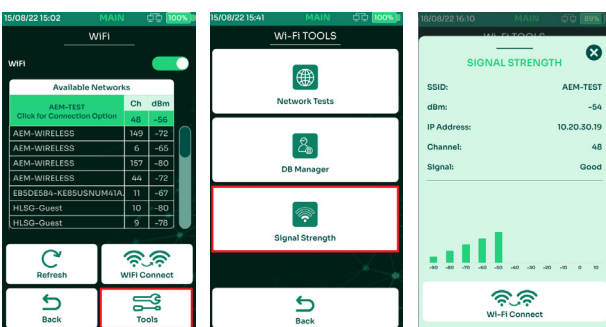 15/08/22 15:02 MAIN 100%
WiFi
WiFi
Available Networks
AEM-TEST
Click for Connection Option
Ch dBm
48 -56
AEM-WIRELESS 149 -72
AEM-WIRELESS 6 -65
AEM-WIRELESS 157 -80
AEM-WIRELESS 44 -72
EB5DE584-KE85USNUM41A. 11 -67
HLSG-Guest 10 -80
HLSG-Guest 9 -78
Refresh
WIFI Connect
Back
Tools
15/08/22 15:41 MAIN 100%
Wi-Fi TOOLS
Network Tests
DB Manager
Signal Strength
Back
18/08/22 16:10 MAIN 89%
WI-FI TOOLS
SIGNAL STRENGTH
SSID: AEM-TEST
dBm: -54
IP Address: 10.20.30.19
Channel: 48
Signal: Good
-90 -80 -70 -60 -50 -40 -30 -20 -10 0 10
Wi-Fi Connect